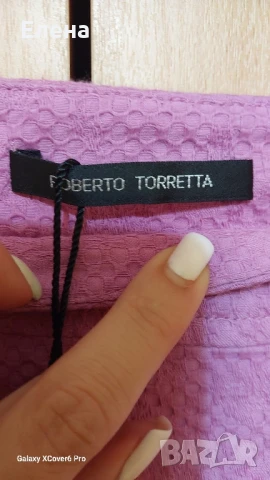 Елена
ROBERTO TORRETTA
Galaxy XCover6 Pro
BAZAR